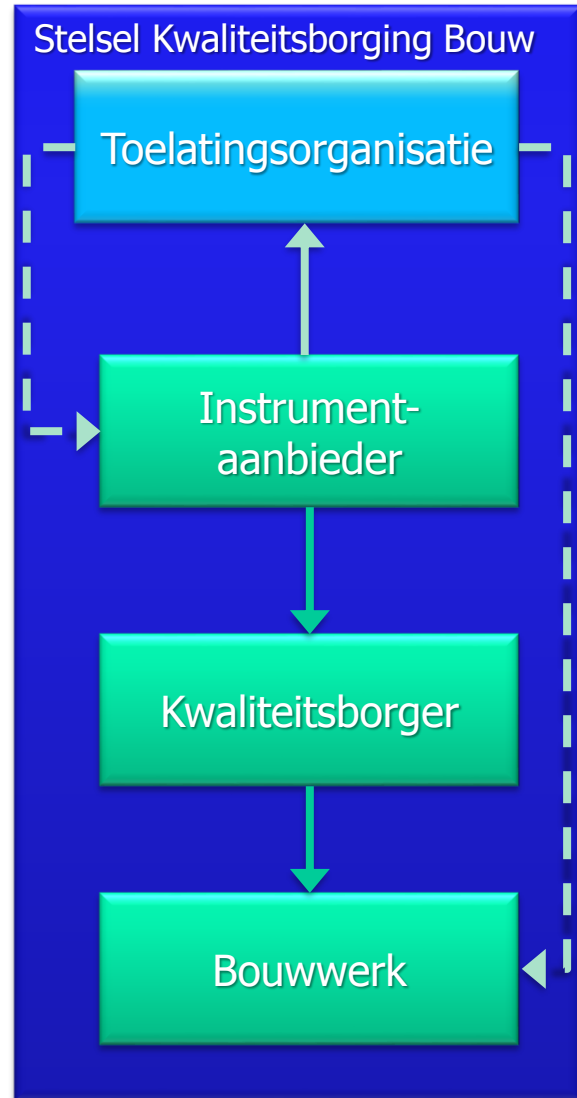 Stelsel Kwaliteitsborging Bouw
Toelatingsorganisatie
Instrument-
aanbieder
Kwaliteitsborger
Bouwwerk